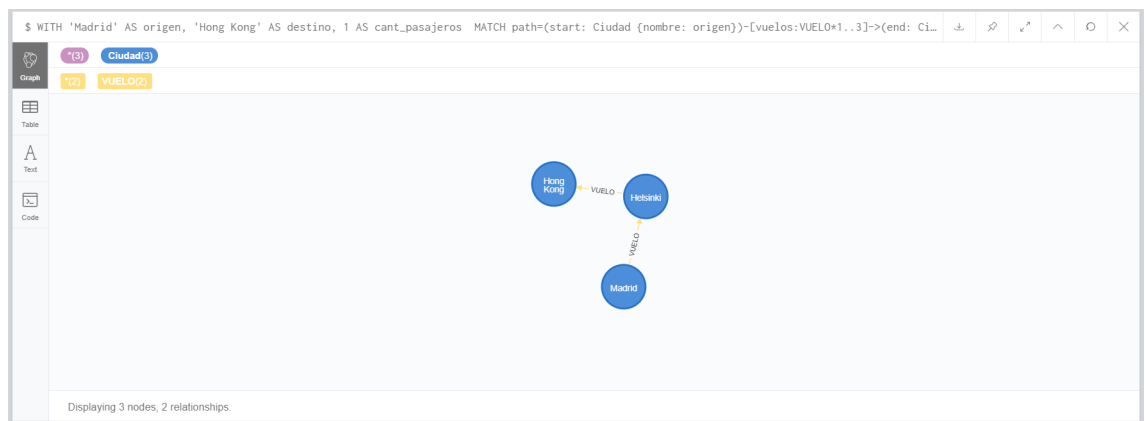 $ WITH 'Madrid' AS origen, 'Hong Kong' AS destino, 1 AS cant_pasajeros  MATCH path=(start: Ciudad {nombre: origen})-[vuelos:VUELO*1..3]->(end: Ci…
Graph
*(3) Ciudad(3)
*(2) VUELO(2)
Table
A
Text
Code
Hong
Kong
VUELO
Helsinki
VUELO
Madrid
Displaying 3 nodes, 2 relationships.